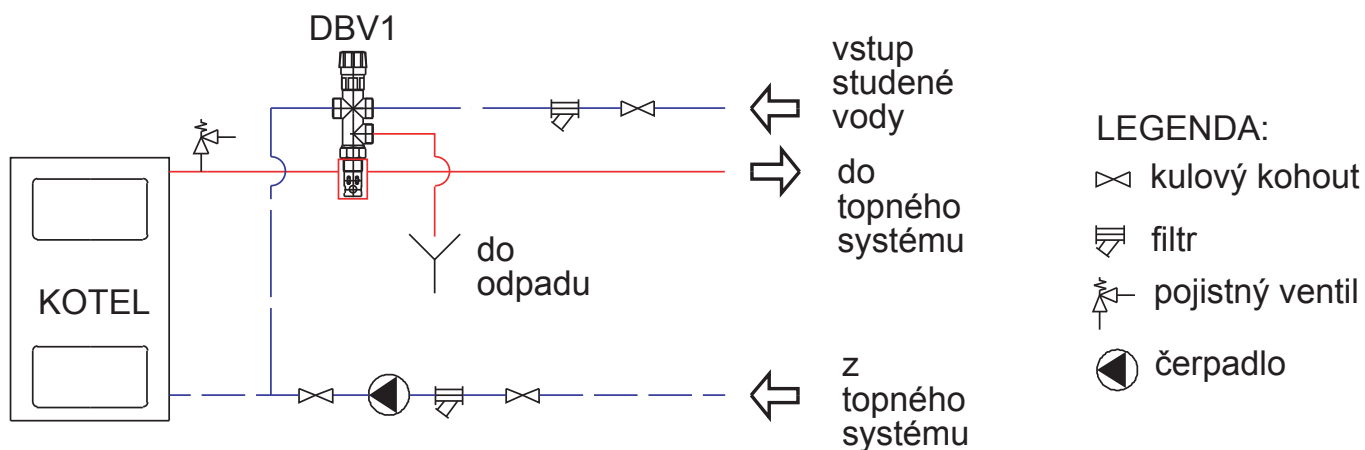 DBV1
vstup
studené
vody
do
topného
systému
do
odpadu
KOTEL
z
topného
systému
LEGENDA:
kulový kohout
filtr
pojistný ventil
čerpadlo